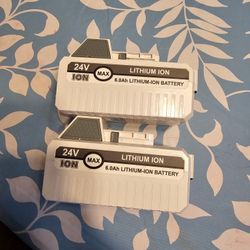 24V
ION
MAX
LITHIUM ION
6.0Ah LITHIUM-ION BATTERY
24V
ION
MAX
LITHIUM ION
6.0Ah LITHIUM-ION BATTERY